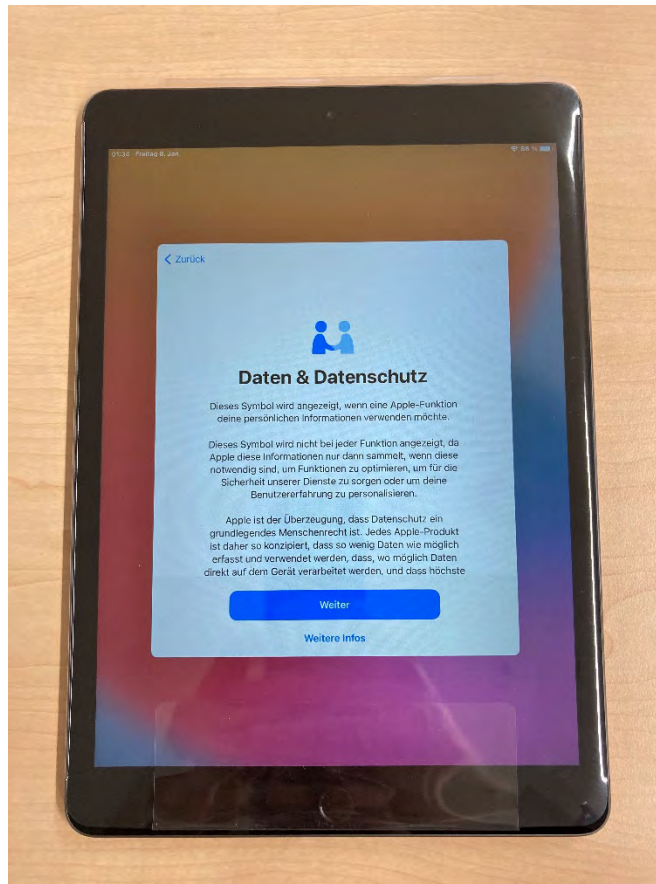 01:34 Freitag 8. Jan.
58 %
Zurück
Daten & Datenschutz
Dieses Symbol wird angezeigt, wenn eine Apple-Funktion
deine persönlichen Informationen verwenden möchte.
Dieses Symbol wird nicht bei jeder Funktion angezeigt, da
Apple diese Informationen nur dann sammelt, wenn diese
notwendig sind, um Funktionen zu optimieren, um für die
Sicherheit unserer Dienste zu sorgen oder um deine
Benutzererfahrung zu personalisieren.
Apple ist der Überzeugung, dass Datenschutz ein
grundlegendes Menschenrecht ist. Jedes Apple-Produkt
ist daher so konzipiert, dass so wenig Daten wie möglich
erfasst und verwendet werden, dass, wo möglich Daten
direkt auf dem Gerät verarbeitet werden, und dass höchste
Weiter
Weitere Infos